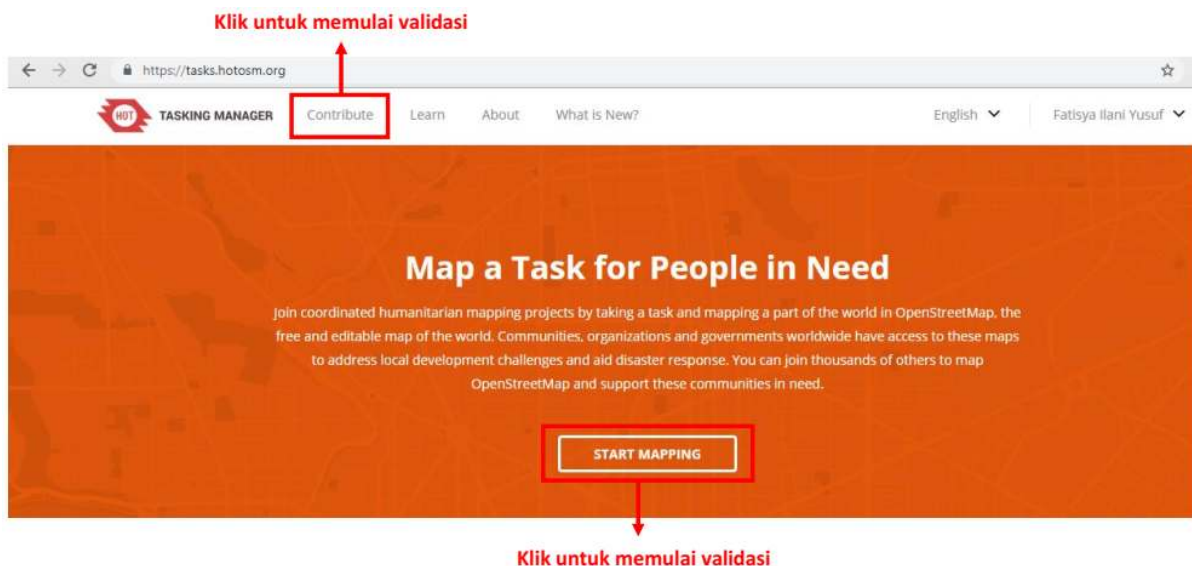 Klik untuk memulai validasi
https://tasks.hotosm.org
HOT TASKING MANAGER Contribute Learn About What is New? English Fatisya Ilani Yusuf
Map a Task for People in Need
Join coordinated humanitarian mapping projects by taking a task and mapping a part of the world in OpenStreetMap, the
free and editable map of the world. Communities, organizations and governments worldwide have access to these maps
to address local development challenges and aid disaster response. You can join thousands of others to map
OpenStreetMap and support these communities in need.
START MAPPING
Klik untuk memulai validasi